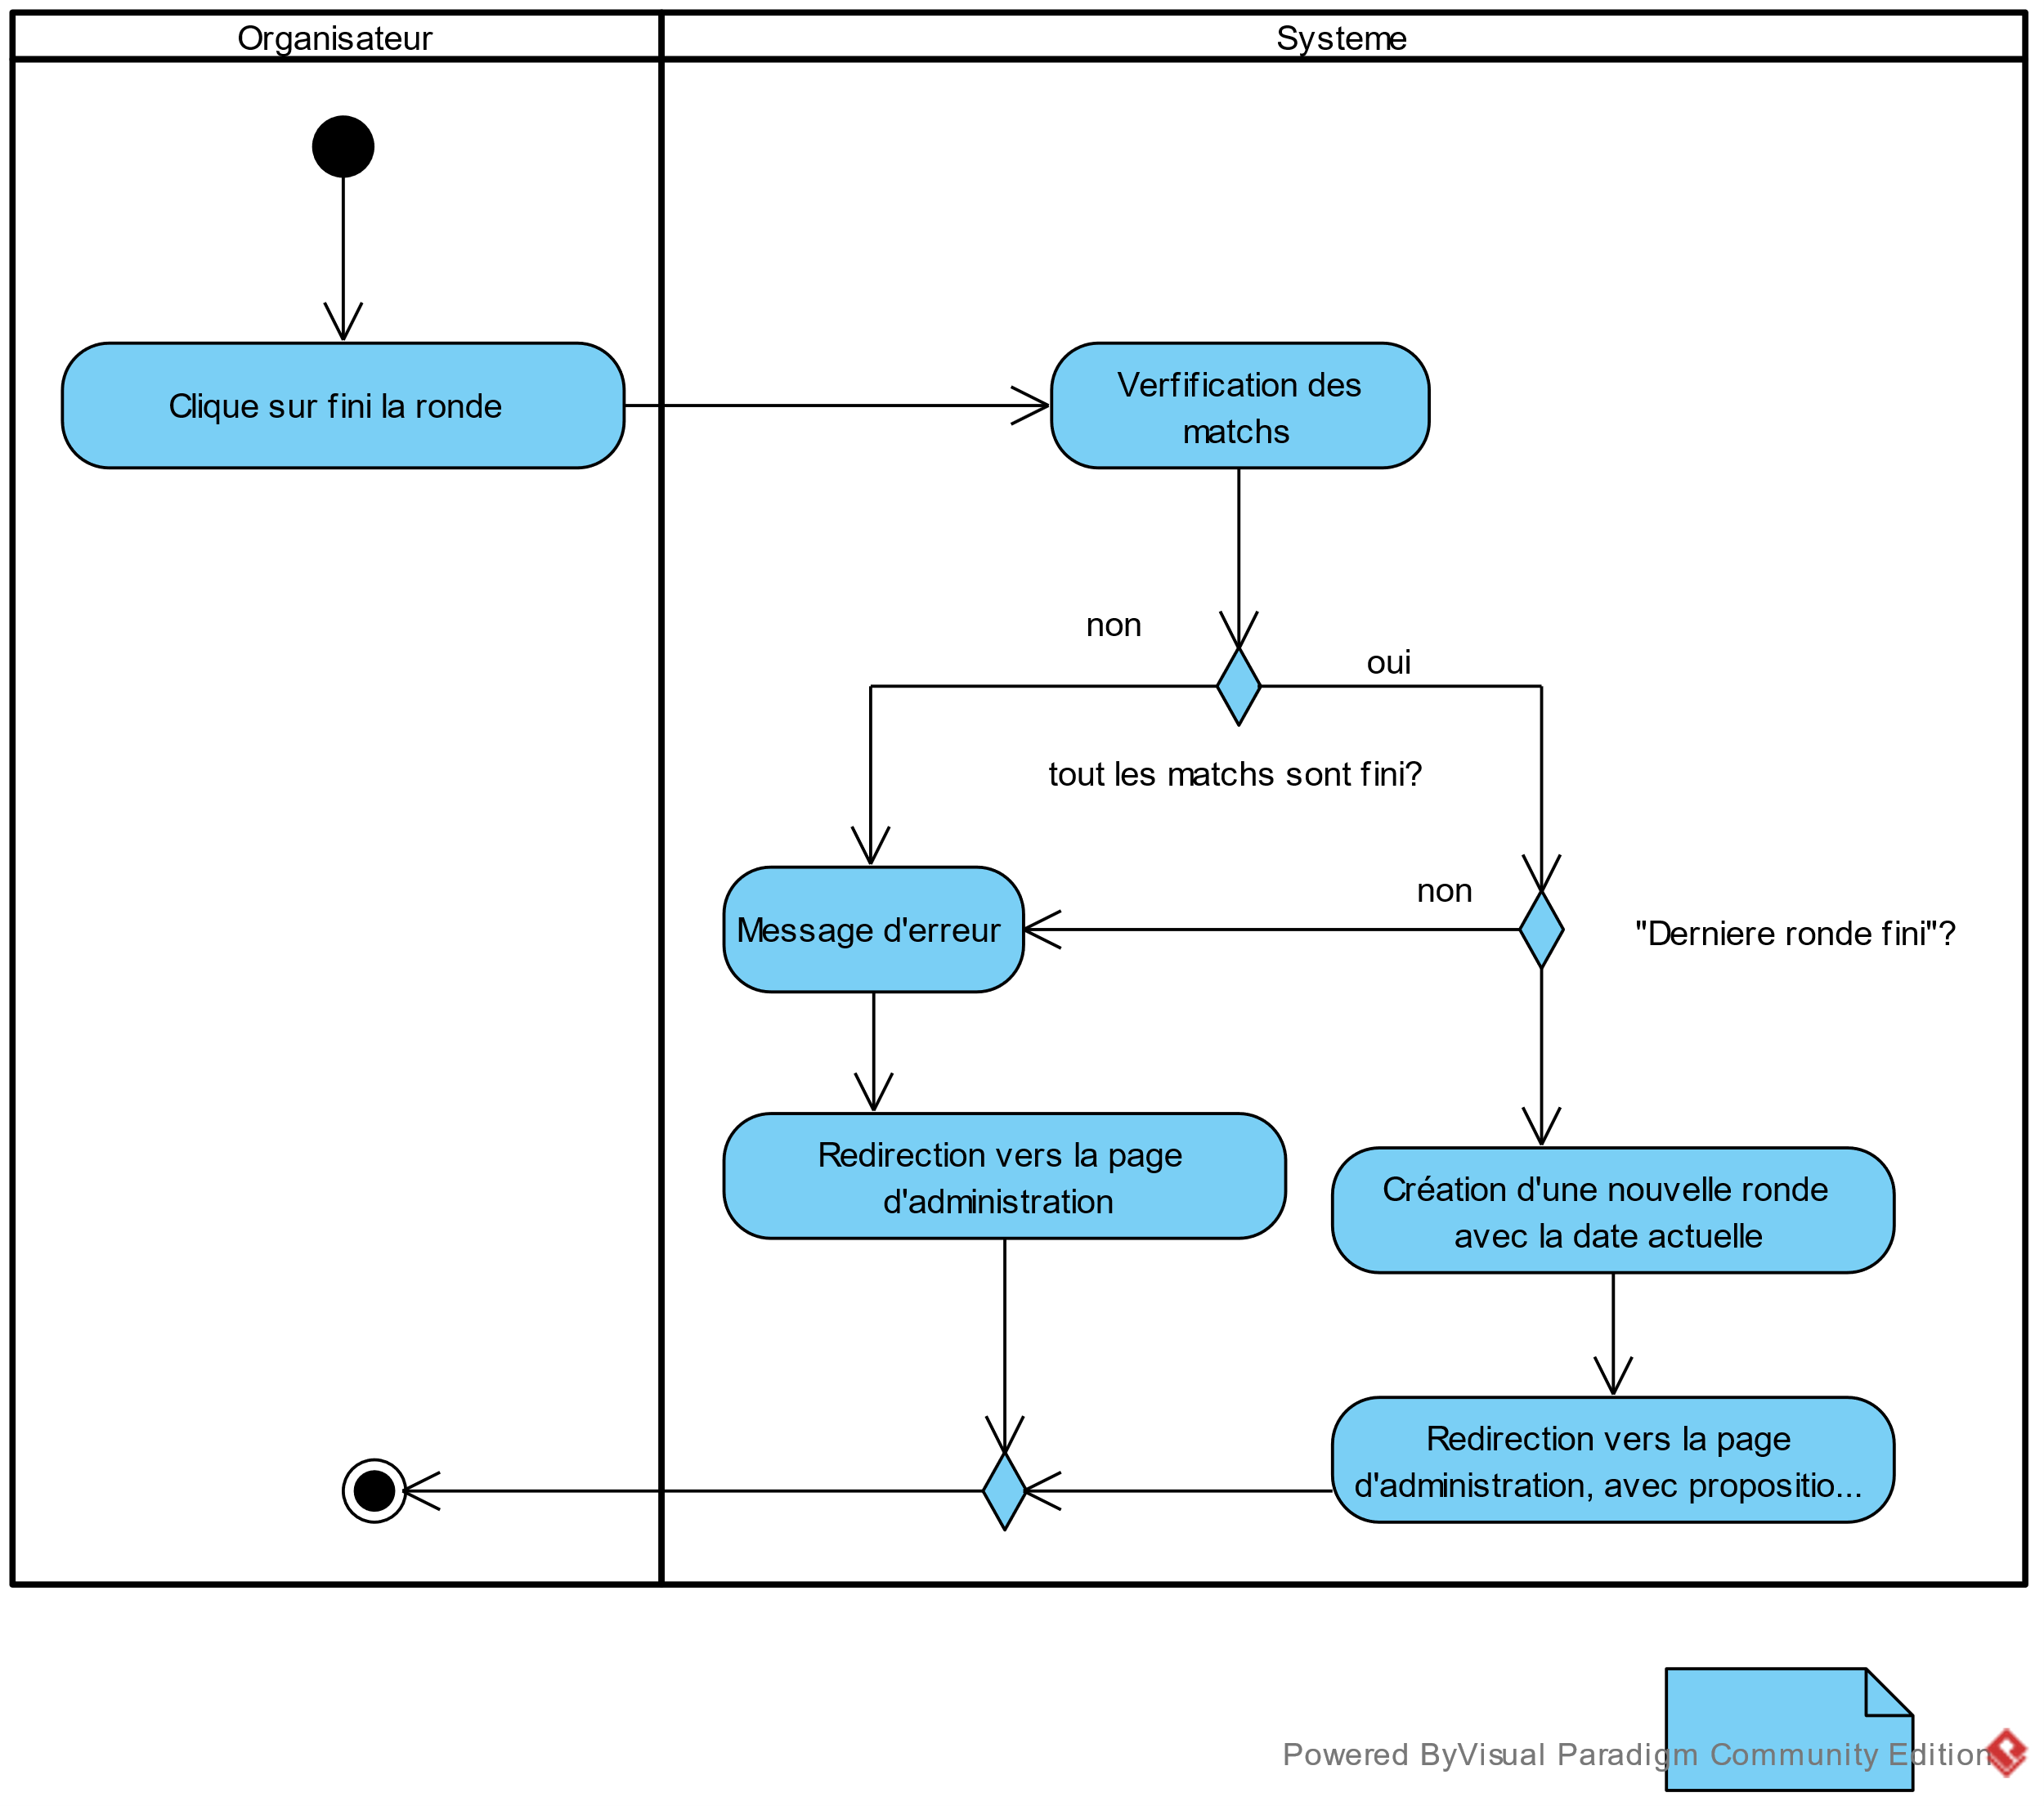 Organisateur
Systeme
Clique sur fini la ronde
Verfification des
matchs
non
oui
tout les matchs sont fini?
Message d'erreur
non
"Derniere ronde fini"?
Redirection vers la page
d'administration
Création d'une nouvelle ronde
avec la date actuelle
Redirection vers la page
d'administration, avec propositio...
Powered ByVisual Paradigm Community Edition